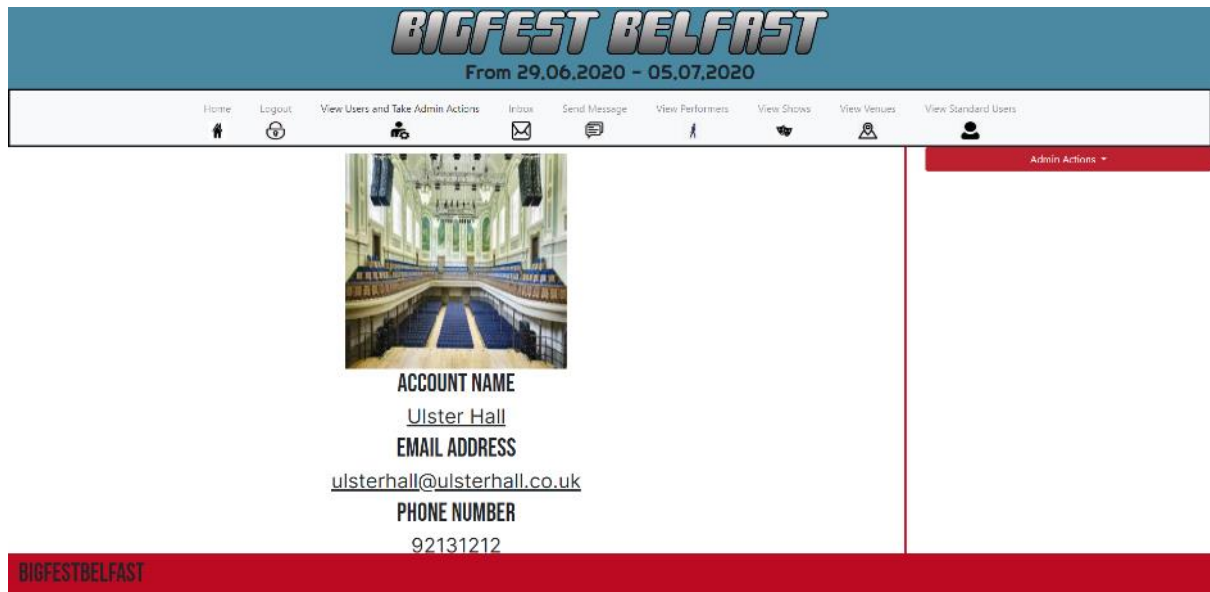 BIGFEST BELFAST
From 29.06.2020 - 05.07.2020
Home Logout View Users and Take Admin Actions Inbox Send Message View Performers View Shows View Venues View Standard Users
Admin Actions
ACCOUNT NAME
Ulster Hall
EMAIL ADDRESS
ulsterhall@ulsterhall.co.uk
PHONE NUMBER
92131212
BIGFESTBELFAST